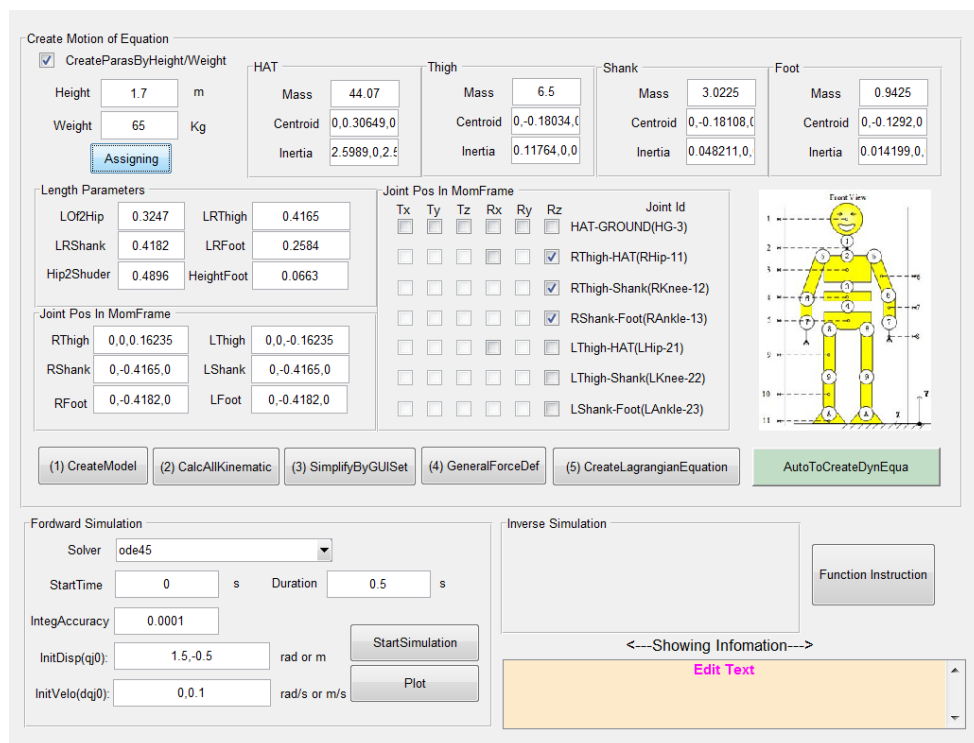 Create Motion of Equation
CreateParasByHeight/Weight
Height 1.7 m
Weight 65 Kg
Assigning
HAT
Mass 44.07
Centroid 0,0.30649,0
Inertia 2.5989,0,2.5
Thigh
Mass 6.5
Centroid 0,-0.18034,0
Inertia 0.11764,0,0
Shank
Mass 3.0225
Centroid 0,-0.18108,0
Inertia 0.048211,0,
Foot
Mass 0.9425
Centroid 0,-0.1292,0
Inertia 0.014199,0,
Length Parameters
LOf2Hip 0.3247 LRThigh 0.4165
LRShank 0.4182 LRFoot 0.2584
Hip2Shuder 0.4896 HeightFoot 0.0663
Joint Pos In MomFrame
RThigh 0,0,0.16235 LThigh 0,0,-0.16235
RShank 0,-0.4165,0 LShank 0,-0.4165,0
RFoot 0,-0.4182,0 LFoot 0,-0.4182,0
Joint Pos In MomFrame
Tx Ty Tz Rx Ry Rz Joint Id
HAT-GROUND(HG-3)
RThigh-HAT(RHip-11)
RThigh-Shank(RKnee-12)
RShank-Foot(RAnkle-13)
LThigh-HAT(LHip-21)
LThigh-Shank(LKnee-22)
LShank-Foot(LAnkle-23)
Front View
(1) CreateModel (2) CalcAllKinematic (3) SimplifyByGUISet (4) GeneralForceDef (5) CreateLagrangianEquation AutoToCreateDynEqua
Fordward Simulation
Solver ode45
StartTime 0 s Duration 0.5 s
IntegAccuracy 0.0001
InitDisp(qj0): 1.5,-0.5 rad or m
InitVelo(dqj0): 0,0.1 rad/s or m/s
StartSimulation
Plot
Inverse Simulation
Function Instruction
<---Showing Infomation--->
Edit Text